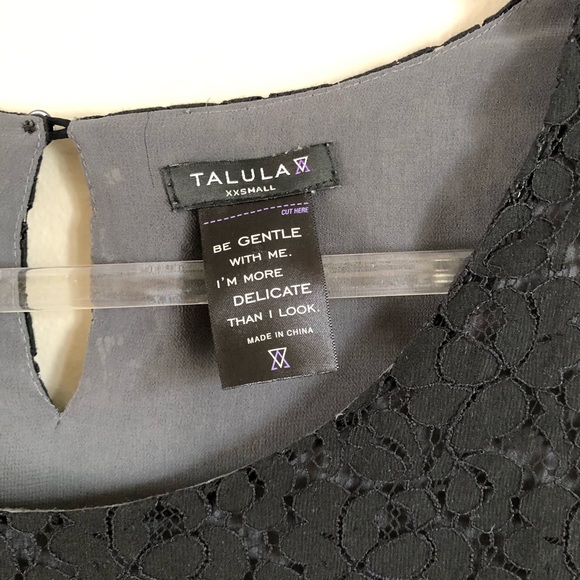 TALULA
XXSMALL
CUT HERE
BE GENTLE
WITH ME.
I'M MORE
DELICATE
THAN I LOOK.
MADE IN CHINA